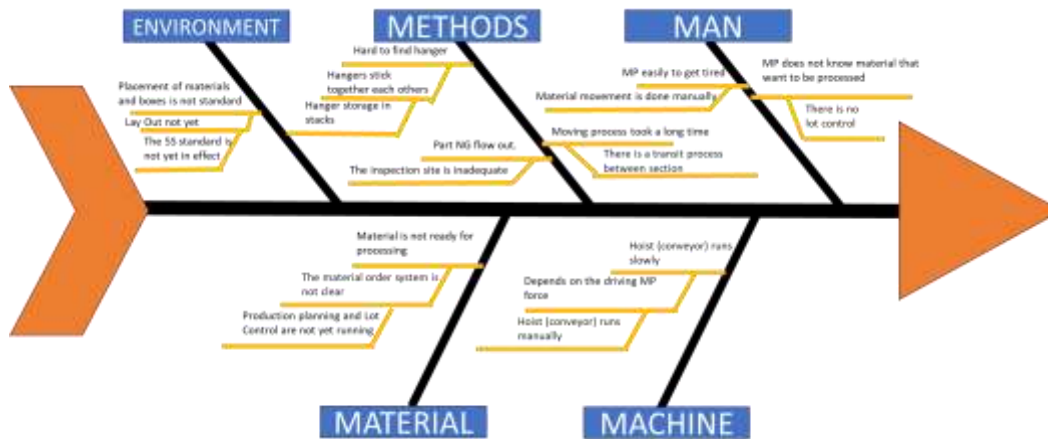 ENVIRONMENT
METHODS
MAN
Placement of materials
and boxes is not standard
Lay Out not yet
The 5S standard is
not yet in effect
Hard to find hanger
Hangers stick
together each others
Hanger storage in
stacks
Part NG flow out.
The inspection site is inadequate
Moving process took a long time
There is a transit process
between section
MP easily to get tired
Material movement is done manually
MP does not know material that
want to be processed
There is no
lot control
Material is not ready for
processing
The material order system is
not clear
Production planning and Lot
Control are not yet running
Hoist (conveyor) runs
slowly
Depends on the driving MP
force
Hoist (conveyor) runs
manually
MATERIAL
MACHINE